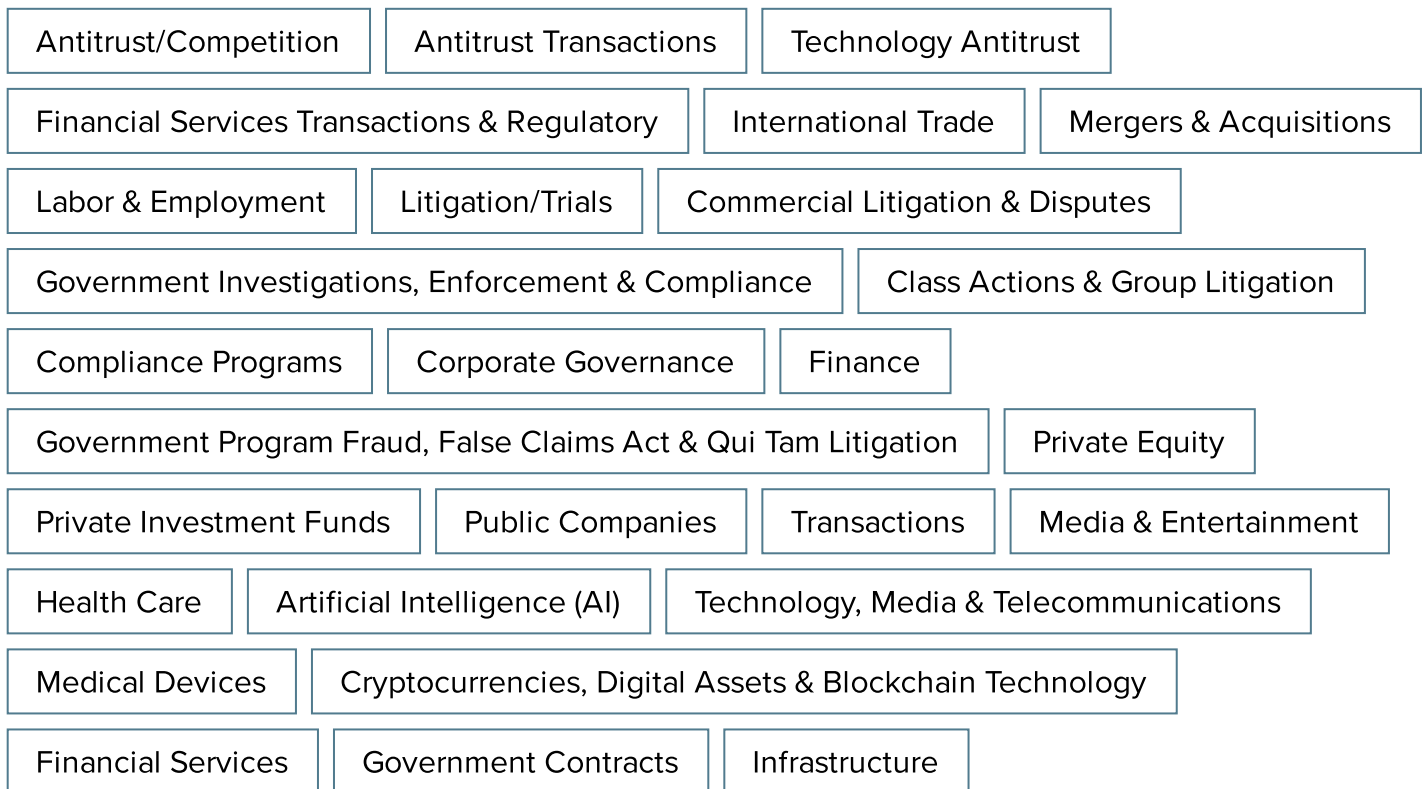 Antitrust/Competition Antitrust Transactions Technology Antitrust
Financial Services Transactions & Regulatory International Trade Mergers & Acquisitions
Labor & Employment Litigation/Trials Commercial Litigation & Disputes
Government Investigations, Enforcement & Compliance Class Actions & Group Litigation
Compliance Programs Corporate Governance Finance
Government Program Fraud, False Claims Act & Qui Tam Litigation Private Equity
Private Investment Funds Public Companies Transactions Media & Entertainment
Health Care Artificial Intelligence (AI) Technology, Media & Telecommunications
Medical Devices Cryptocurrencies, Digital Assets & Blockchain Technology
Financial Services Government Contracts Infrastructure